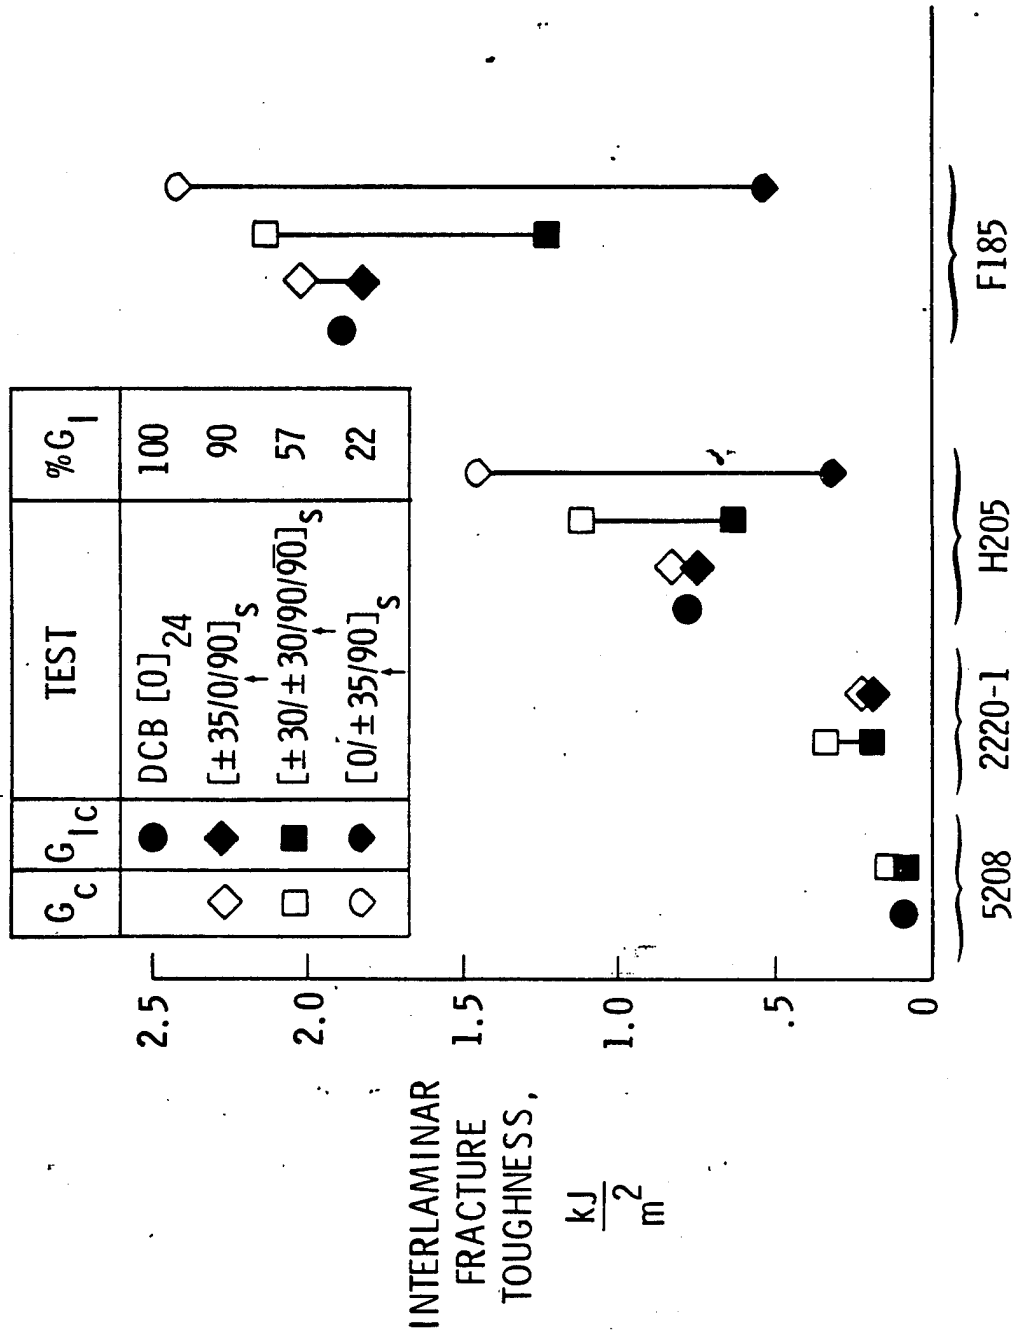 G_C G_IC TEST %G_I
DCB [0]_24 100
[±35/0/90]_S 90
[±30/±30/90/9̅0̅]_S 57
[0/±35/90]_S 22
INTERLAMINAR
FRACTURE
TOUGHNESS,
kJ
m²
2.5
2.0
1.5
1.0
.5
0
5208 2220-1 H205 F185